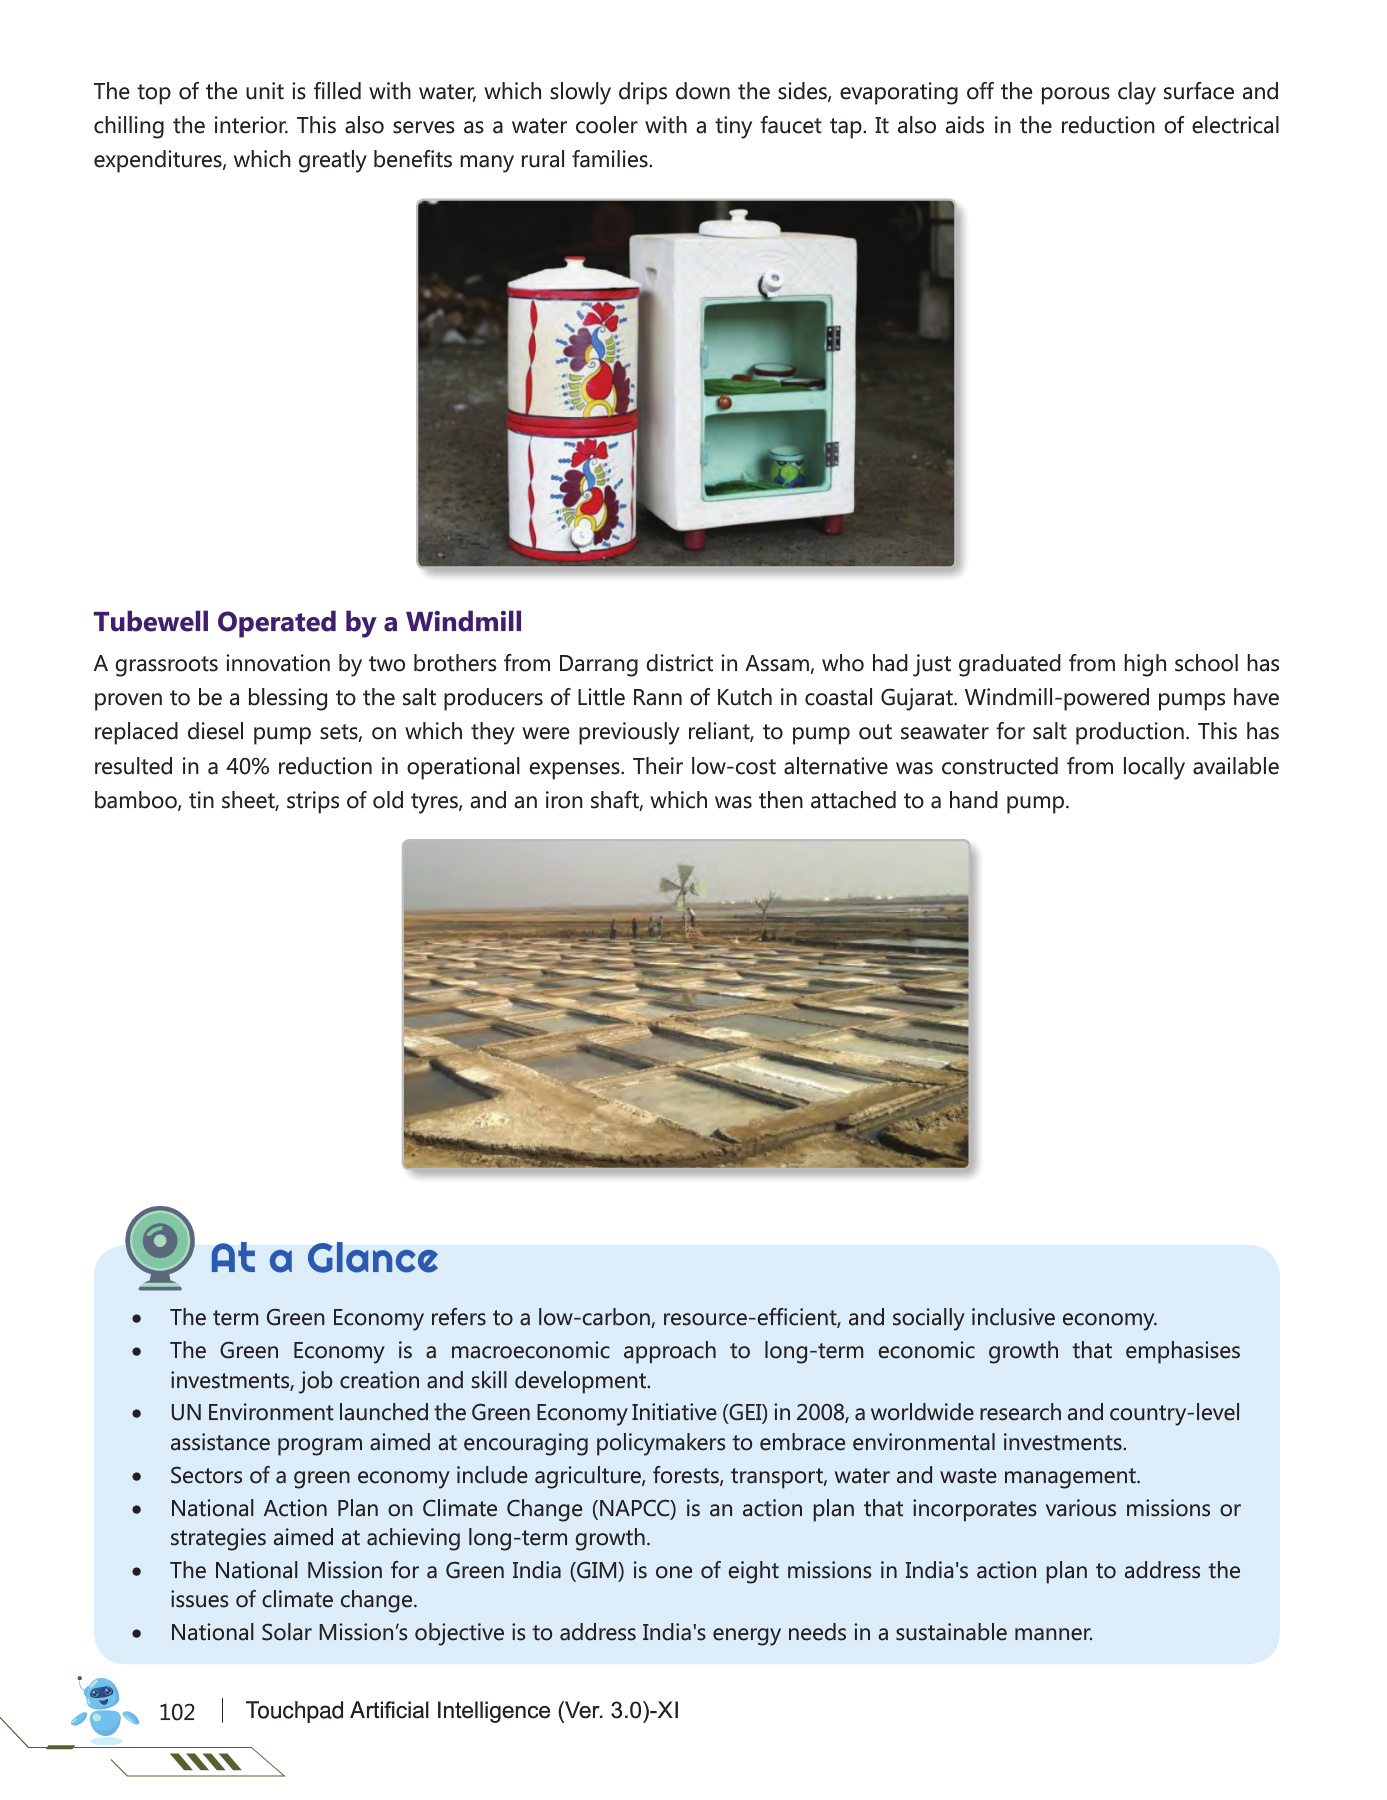 The top of the unit is filled with water, which slowly drips down the sides, evaporating off the porous clay surface and
chilling the interior. This also serves as a water cooler with a tiny faucet tap. It also aids in the reduction of electrical
expenditures, which greatly benefits many rural families.
Tubewell Operated by a Windmill
A grassroots innovation by two brothers from Darrang district in Assam, who had just graduated from high school has
proven to be a blessing to the salt producers of Little Rann of Kutch in coastal Gujarat. Windmill-powered pumps have
replaced diesel pump sets, on which they were previously reliant, to pump out seawater for salt production. This has
resulted in a 40% reduction in operational expenses. Their low-cost alternative was constructed from locally available
bamboo, tin sheet, strips of old tyres, and an iron shaft, which was then attached to a hand pump.
At a Glance
• The term Green Economy refers to a low-carbon, resource-efficient, and socially inclusive economy.
• The Green Economy is a macroeconomic approach to long-term economic growth that emphasises
investments, job creation and skill development.
• UN Environment launched the Green Economy Initiative (GEI) in 2008, a worldwide research and country-level
assistance program aimed at encouraging policymakers to embrace environmental investments.
• Sectors of a green economy include agriculture, forests, transport, water and waste management.
• National Action Plan on Climate Change (NAPCC) is an action plan that incorporates various missions or
strategies aimed at achieving long-term growth.
• The National Mission for a Green India (GIM) is one of eight missions in India's action plan to address the
issues of climate change.
• National Solar Mission’s objective is to address India's energy needs in a sustainable manner.
102 | Touchpad Artificial Intelligence (Ver. 3.0)-XI